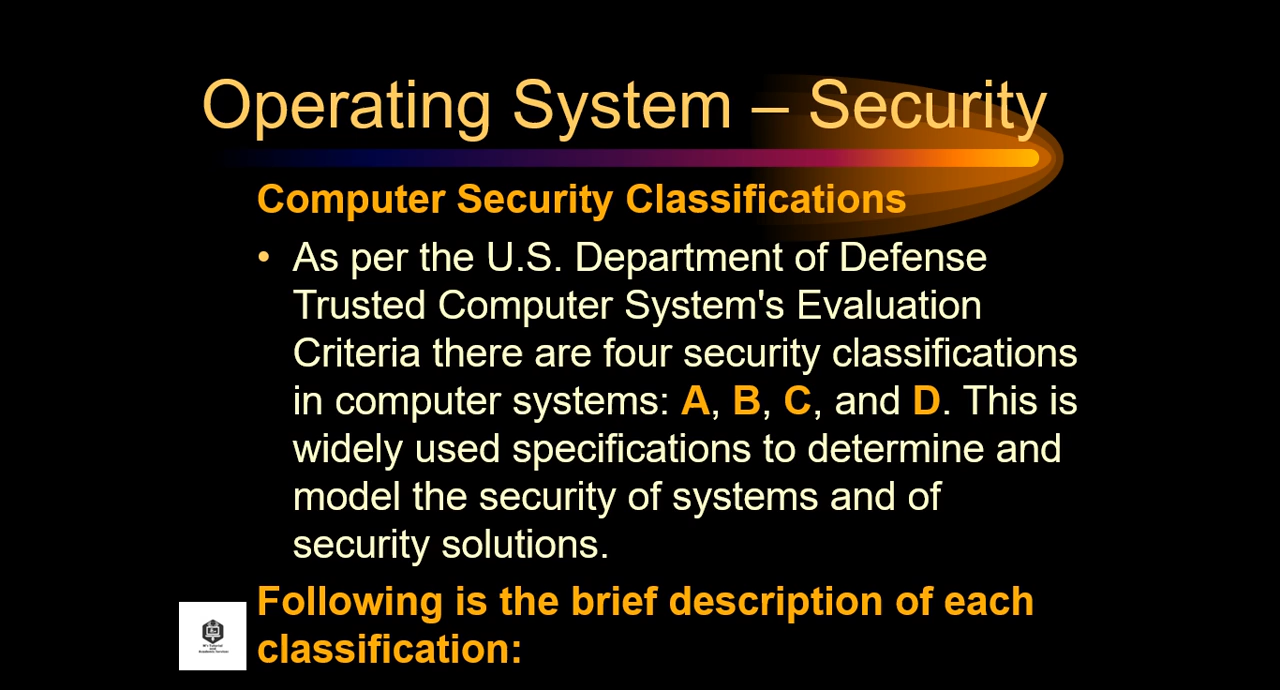 Operating System – Security
Computer Security Classifications
• As per the U.S. Department of Defense
Trusted Computer System's Evaluation
Criteria there are four security classifications
in computer systems: A, B, C, and D. This is
widely used specifications to determine and
model the security of systems and of
security solutions.
Following is the brief description of each
classification: